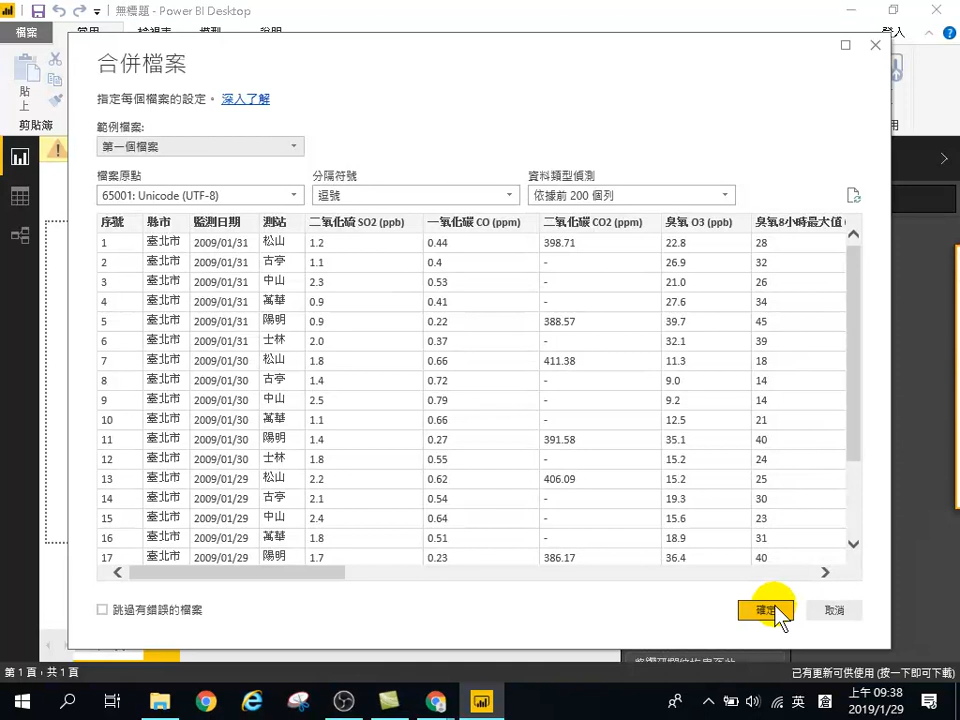 無標題 - Power BI Desktop
檔案
登入
貼上
剪貼簿
合併檔案
指定每個檔案的設定。 深入了解
範例檔案:
第一個檔案
檔案原點 分隔符號 資料類型偵測
65001: Unicode (UTF-8) 逗號 依據前 200 個列
序號 縣市 監測日期 測站 二氧化硫 SO2 (ppb) 一氧化碳 CO (ppm) 二氧化碳 CO2 (ppm) 臭氧 O3 (ppb) 臭氧8小時最大值
1 臺北市 2009/01/31 松山 1.2 0.44 398.71 22.8 28
2 臺北市 2009/01/31 古亭 1.1 0.4 - 26.9 32
3 臺北市 2009/01/31 中山 2.3 0.53 - 21.0 26
4 臺北市 2009/01/31 萬華 0.9 0.41 - 27.6 34
5 臺北市 2009/01/31 陽明 0.9 0.22 388.57 39.7 45
6 臺北市 2009/01/31 士林 2.0 0.37 - 32.1 39
7 臺北市 2009/01/30 松山 1.8 0.66 411.38 11.3 18
8 臺北市 2009/01/30 古亭 1.4 0.72 - 9.0 14
9 臺北市 2009/01/30 中山 2.5 0.79 - 9.2 14
10 臺北市 2009/01/30 萬華 1.1 0.66 - 12.5 21
11 臺北市 2009/01/30 陽明 1.4 0.27 391.58 35.1 40
12 臺北市 2009/01/30 士林 1.8 0.55 - 15.2 24
13 臺北市 2009/01/29 松山 2.2 0.62 406.09 15.2 25
14 臺北市 2009/01/29 古亭 2.1 0.54 - 19.3 30
15 臺北市 2009/01/29 中山 2.4 0.64 - 15.6 23
16 臺北市 2009/01/29 萬華 1.8 0.51 - 18.9 31
17 臺北市 2009/01/29 陽明 1.7 0.23 386.17 36.4 40
跳過有錯誤的檔案
確定 取消
第 1 頁，共 1 頁
已有更新可供使用 (按一下即可下載)
英
上午 09:38
2019/1/29